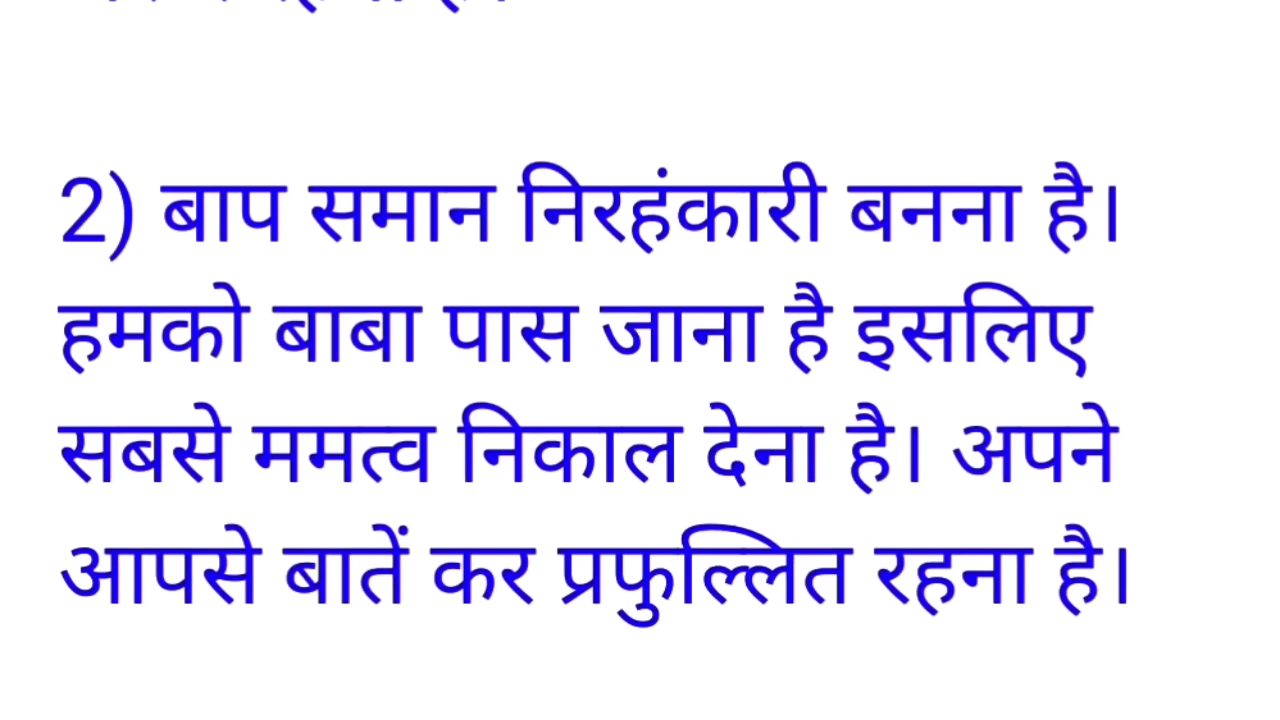 2) बाप समान निरहंकारी बनना है।
हमको बाबा पास जाना है इसलिए
सबसे ममत्व निकाल देना है। अपने
आपसे बातें कर प्रफुल्लित रहना है।